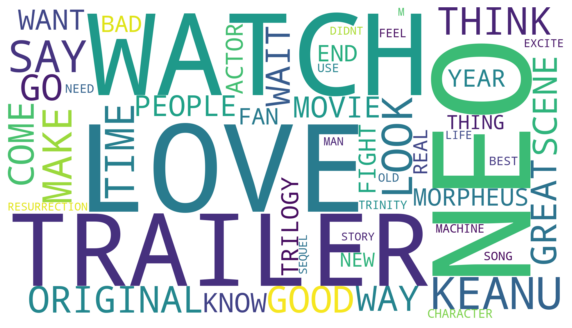 WANT
BAD
WATCH
THINK
SAY
ACTOR
WAIT
DIDNT
M
FEEL
EXCITE
END
USE
GO
NEED
YEAR
NEO
PEOPLE
FAN
MOVIE
COME
MAKE
TIME
LOVE
MAN
FIGHT
LOOK
REAL
THING
LIFE
BEST
SCENE
GREAT
OLD
RESURRECTION
TRINITY
MORPHEUS
TRAILER
TRILOGY
SEQUEL
STORY
NEW
MACHINE
SONG
ORIGINAL
KNOW
GOOD
WAY
KEANU
CHARACTER